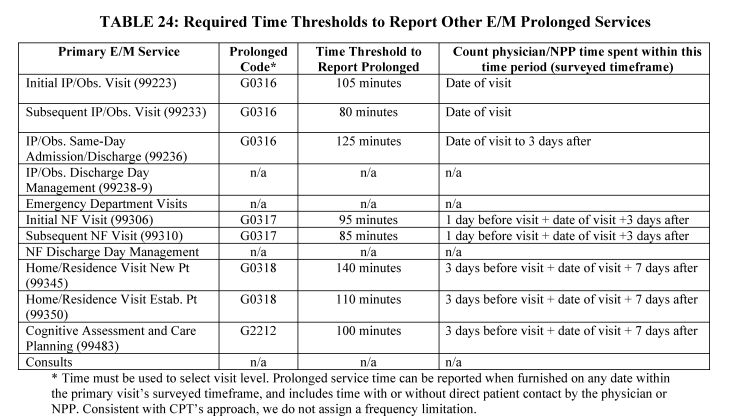 TABLE 24: Required Time Thresholds to Report Other E/M Prolonged Services
Primary E/M Service Prolonged Code* Time Threshold to Report Prolonged Count physician/NPP time spent within this time period (surveyed timeframe)
Initial IP/Obs. Visit (99223) G0316 105 minutes Date of visit
Subsequent IP/Obs. Visit (99233) G0316 80 minutes Date of visit
IP/Obs. Same-Day Admission/Discharge (99236) G0316 125 minutes Date of visit to 3 days after
IP/Obs. Discharge Day Management (99238-9) n/a n/a n/a
Emergency Department Visits n/a n/a n/a
Initial NF Visit (99306) G0317 95 minutes 1 day before visit + date of visit +3 days after
Subsequent NF Visit (99310) G0317 85 minutes 1 day before visit + date of visit +3 days after
NF Discharge Day Management n/a n/a n/a
Home/Residence Visit New Pt (99345) G0318 140 minutes 3 days before visit + date of visit + 7 days after
Home/Residence Visit Estab. Pt (99350) G0318 110 minutes 3 days before visit + date of visit + 7 days after
Cognitive Assessment and Care Planning (99483) G2212 100 minutes 3 days before visit + date of visit + 7 days after
Consults n/a n/a n/a
* Time must be used to select visit level. Prolonged service time can be reported when furnished on any date within
the primary visit's surveyed timeframe, and includes time with or without direct patient contact by the physician or
NPP. Consistent with CPT's approach, we do not assign a frequency limitation.